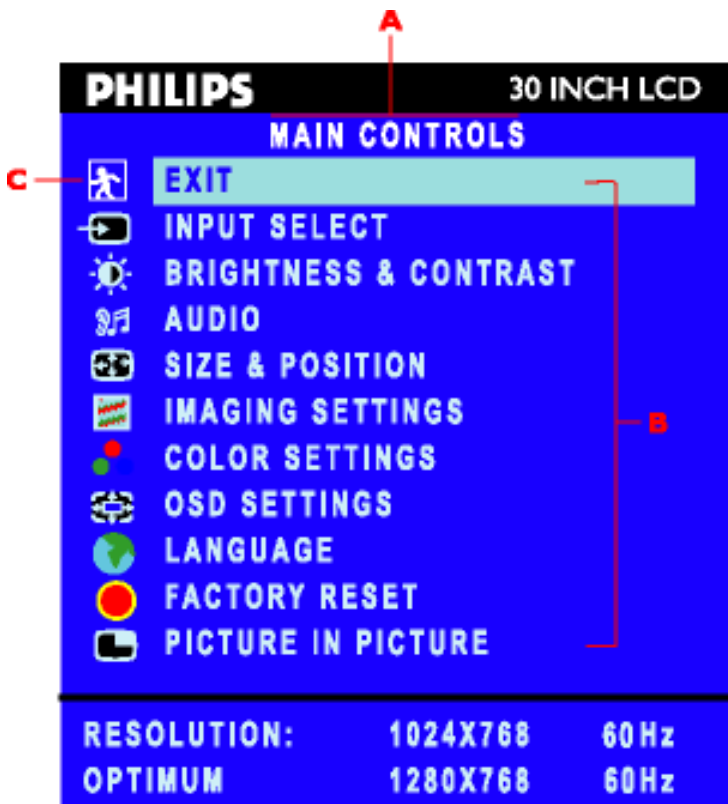 A
PHILIPS 30 INCH LCD
MAIN CONTROLS
C EXIT
INPUT SELECT
BRIGHTNESS & CONTRAST
AUDIO
SIZE & POSITION
IMAGING SETTINGS
B
COLOR SETTINGS
OSD SETTINGS
LANGUAGE
FACTORY RESET
PICTURE IN PICTURE
RESOLUTION: 1024X768 60Hz
OPTIMUM 1280X768 60Hz